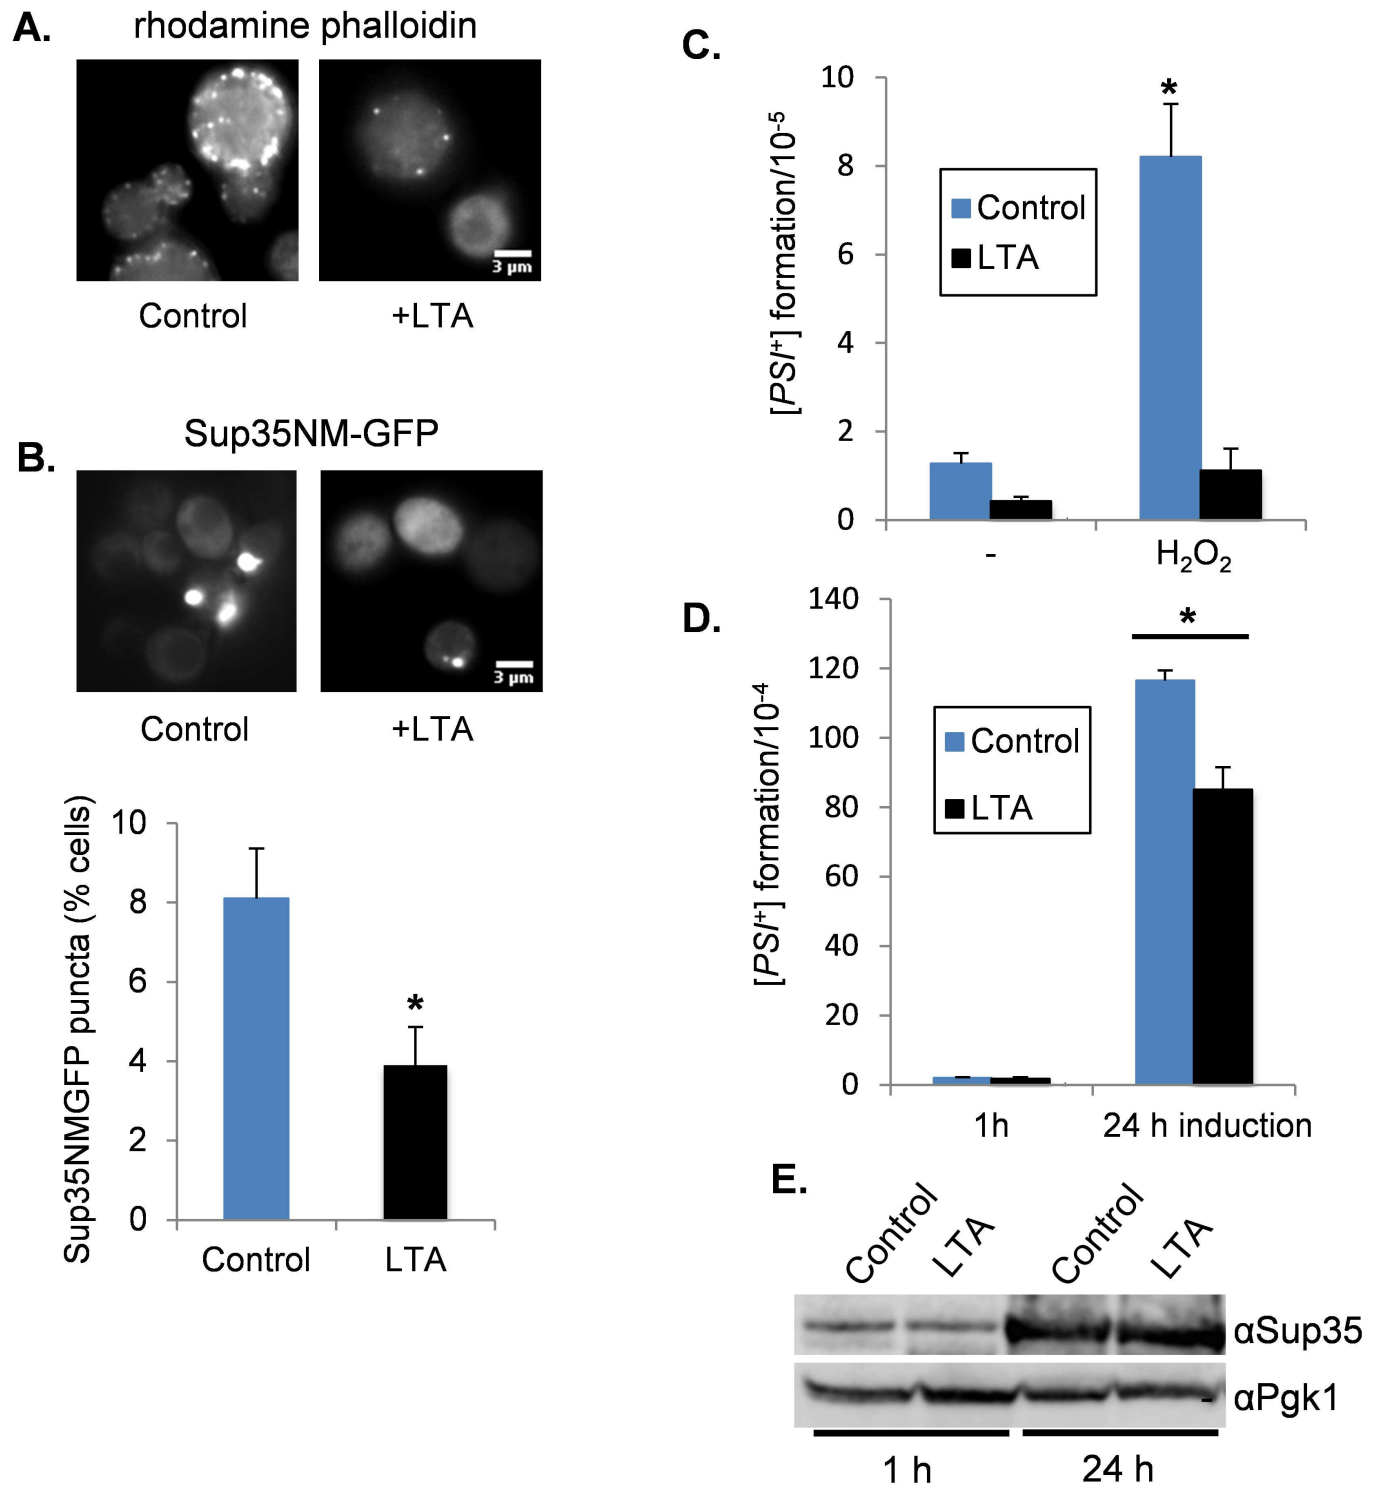 A.
rhodamine phalloidin
3 µm
Control
+LTA
B.
Sup35NM-GFP
3 µm
Control
+LTA
Sup35NMGFP puncta (% cells)
10
8
6
4
2
0
*
Control
LTA
C.
[PSI⁺] formation/10⁻⁵
10
8
6
4
2
0
*
Control
LTA
-
H₂O₂
D.
[PSI⁺] formation/10⁻⁴
140
120
100
80
60
40
20
0
*
Control
LTA
1h
24 h induction
E.
Control
LTA
Control
LTA
αSup35
αPgk1
1 h
24 h